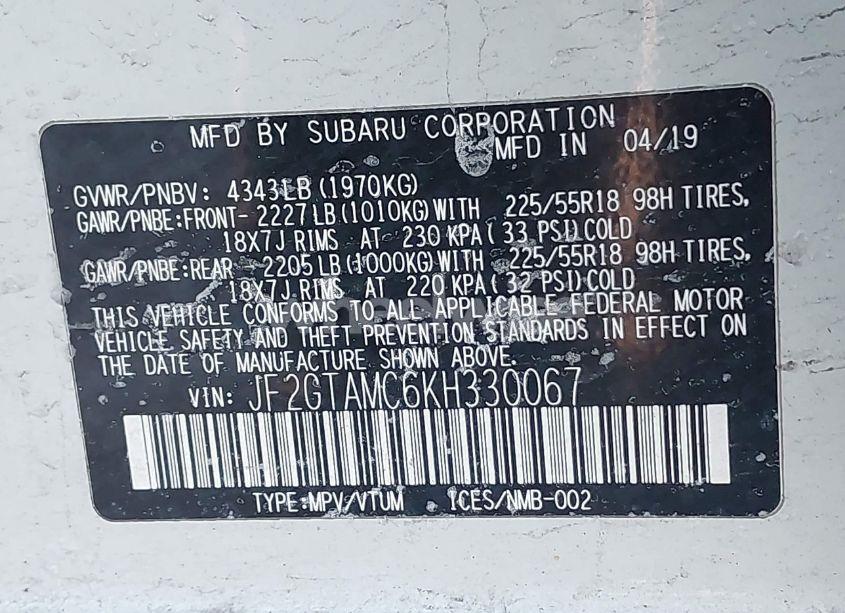 MFD BY SUBARU CORPORATION
MFD IN 04/19
GVWR/PNBV: 4343LB (1970KG)
GAWR/PNBE:FRONT- 2227LB(1010KG)WITH 225/55R18 98H TIRES,
18X7J RIMS AT 230 KPA( 33 PSI)COLD
GAWR/PNBE:REAR - 2205LB(1000KG)WITH 225/55R18 98H TIRES,
18X7J RIMS AT 220 KPA( 32 PSI)COLD
THIS VEHICLE CONFORMS TO ALL APPLICABLE FEDERAL MOTOR
VEHICLE SAFETY AND THEFT PREVENTION STANDARDS IN EFFECT ON
THE DATE OF MANUFACTURE SHOWN ABOVE.
VIN: JF2GTAMC6KH330067
TYPE:MPV/VTUM ICES/NMB-002